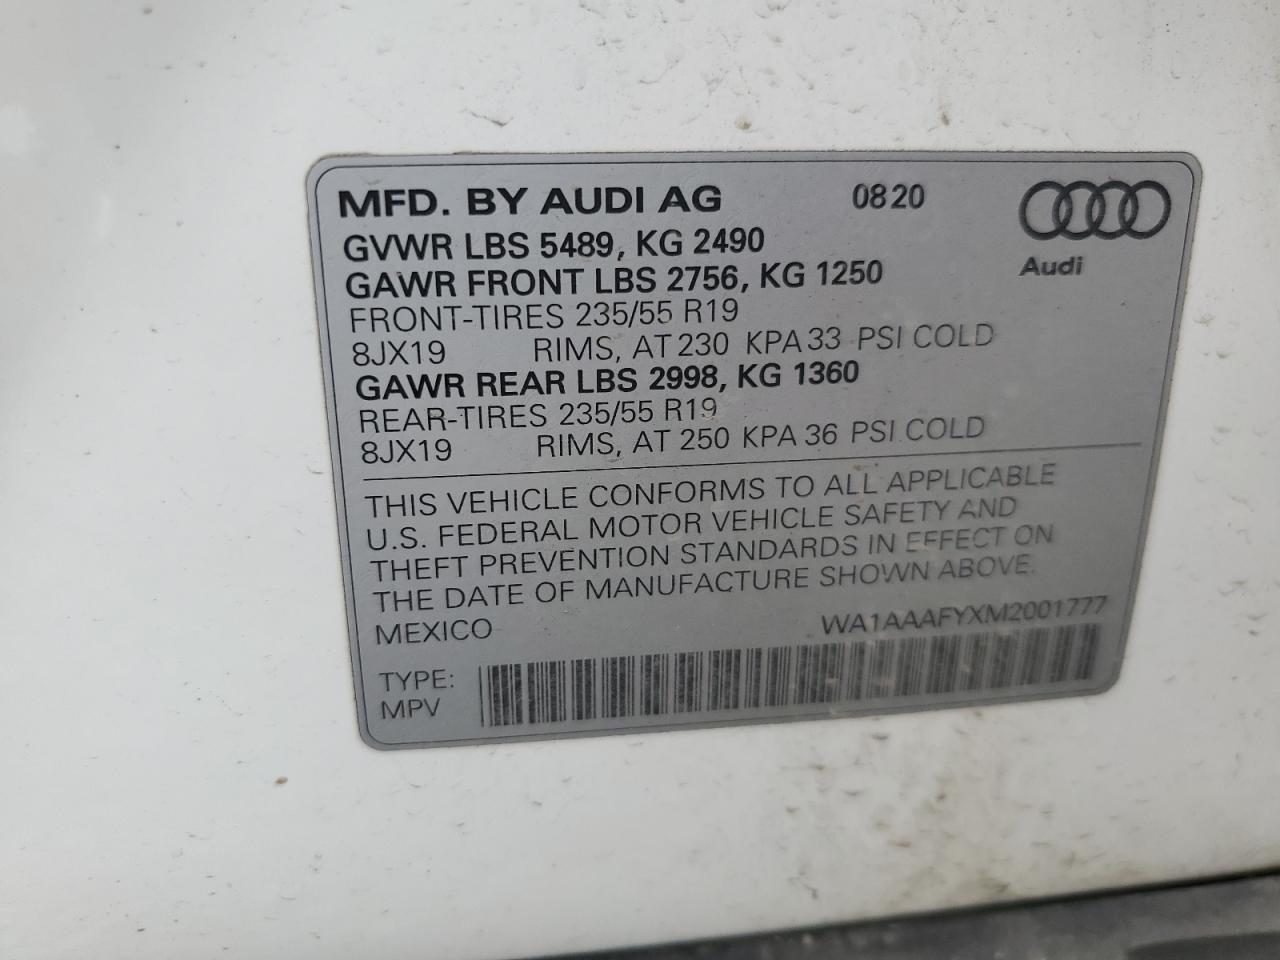 MFD. BY AUDI AG 0820
GVWR LBS 5489, KG 2490
Audi
GAWR FRONT LBS 2756, KG 1250
FRONT-TIRES 235/55 R19
8JX19 RIMS, AT 230 KPA 33 PSI COLD
GAWR REAR LBS 2998, KG 1360
REAR-TIRES 235/55 R19
8JX19 RIMS, AT 250 KPA 36 PSI COLD
THIS VEHICLE CONFORMS TO ALL APPLICABLE
U.S. FEDERAL MOTOR VEHICLE SAFETY AND
THEFT PREVENTION STANDARDS IN EFFECT ON
THE DATE OF MANUFACTURE SHOWN ABOVE.
MEXICO WA1AAAFYXM2001777
TYPE:
MPV